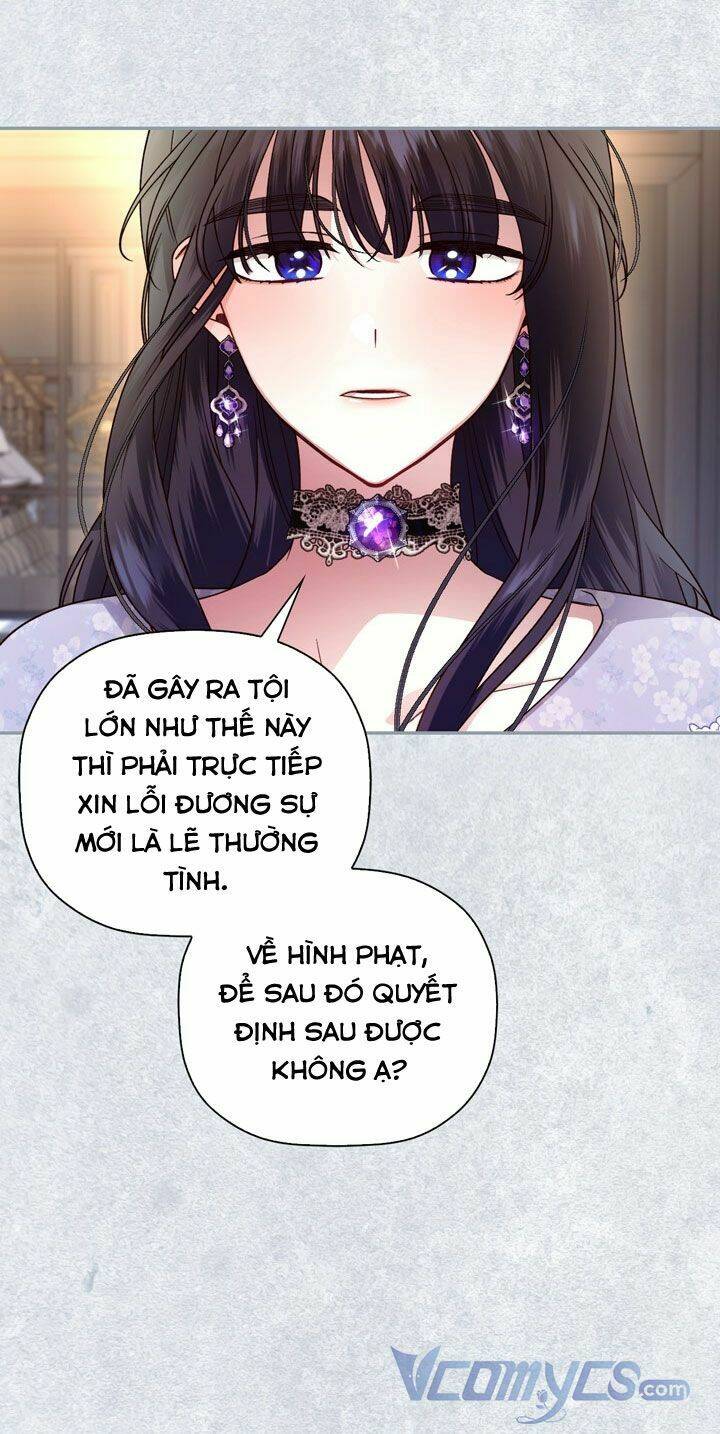 ĐÃ GÂY RA TỘI
LỚN NHƯ THẾ NÀY
THÌ PHẢI TRỰC TIẾP
XIN LỖI ĐƯƠNG SỰ
MỚI LÀ LẼ THƯỜNG
TÌNH.
VỀ HÌNH PHẠT,
ĐỂ SAU ĐÓ QUYẾT
ĐỊNH SAU ĐƯỢC
KHÔNG Ạ?
VCOMYCS.com